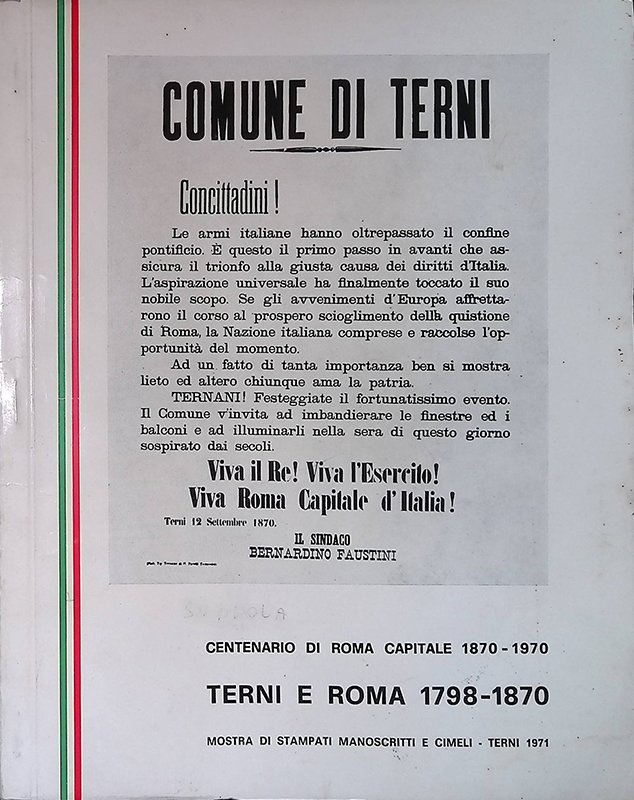 COMUNE DI TERNI
Concittadini!
Le armi italiane hanno oltrepassato il confine
pontificio. È questo il primo passo in avanti che as-
sicura il trionfo alla giusta causa dei diritti d'Italia.
L'aspirazione universale ha finalmente toccato il suo
nobile scopo. Se gli avvenimenti d'Europa affretta-
rono il corso al prospero scioglimento della quistione
di Roma, la Nazione italiana comprese e raccolse l'op-
portunità del momento.
Ad un fatto di tanta importanza ben si mostra
lieto ed altero chiunque ama la patria.
TERNANI! Festeggiate il fortunatissimo evento.
Il Comune v'invita ad imbandierare le finestre ed i
balconi e ad illuminarli nella sera di questo giorno
sospirato dai secoli.
Viva il Re! Viva l'Esercito!
Viva Roma Capitale d'Italia!
Terni 12 Settembre 1870.
IL SINDACO
BERNARDINO FAUSTINI
CENTENARIO DI ROMA CAPITALE 1870-1970
TERNI E ROMA 1798-1870
MOSTRA DI STAMPATI MANOSCRITTI E CIMELI - TERNI 1971